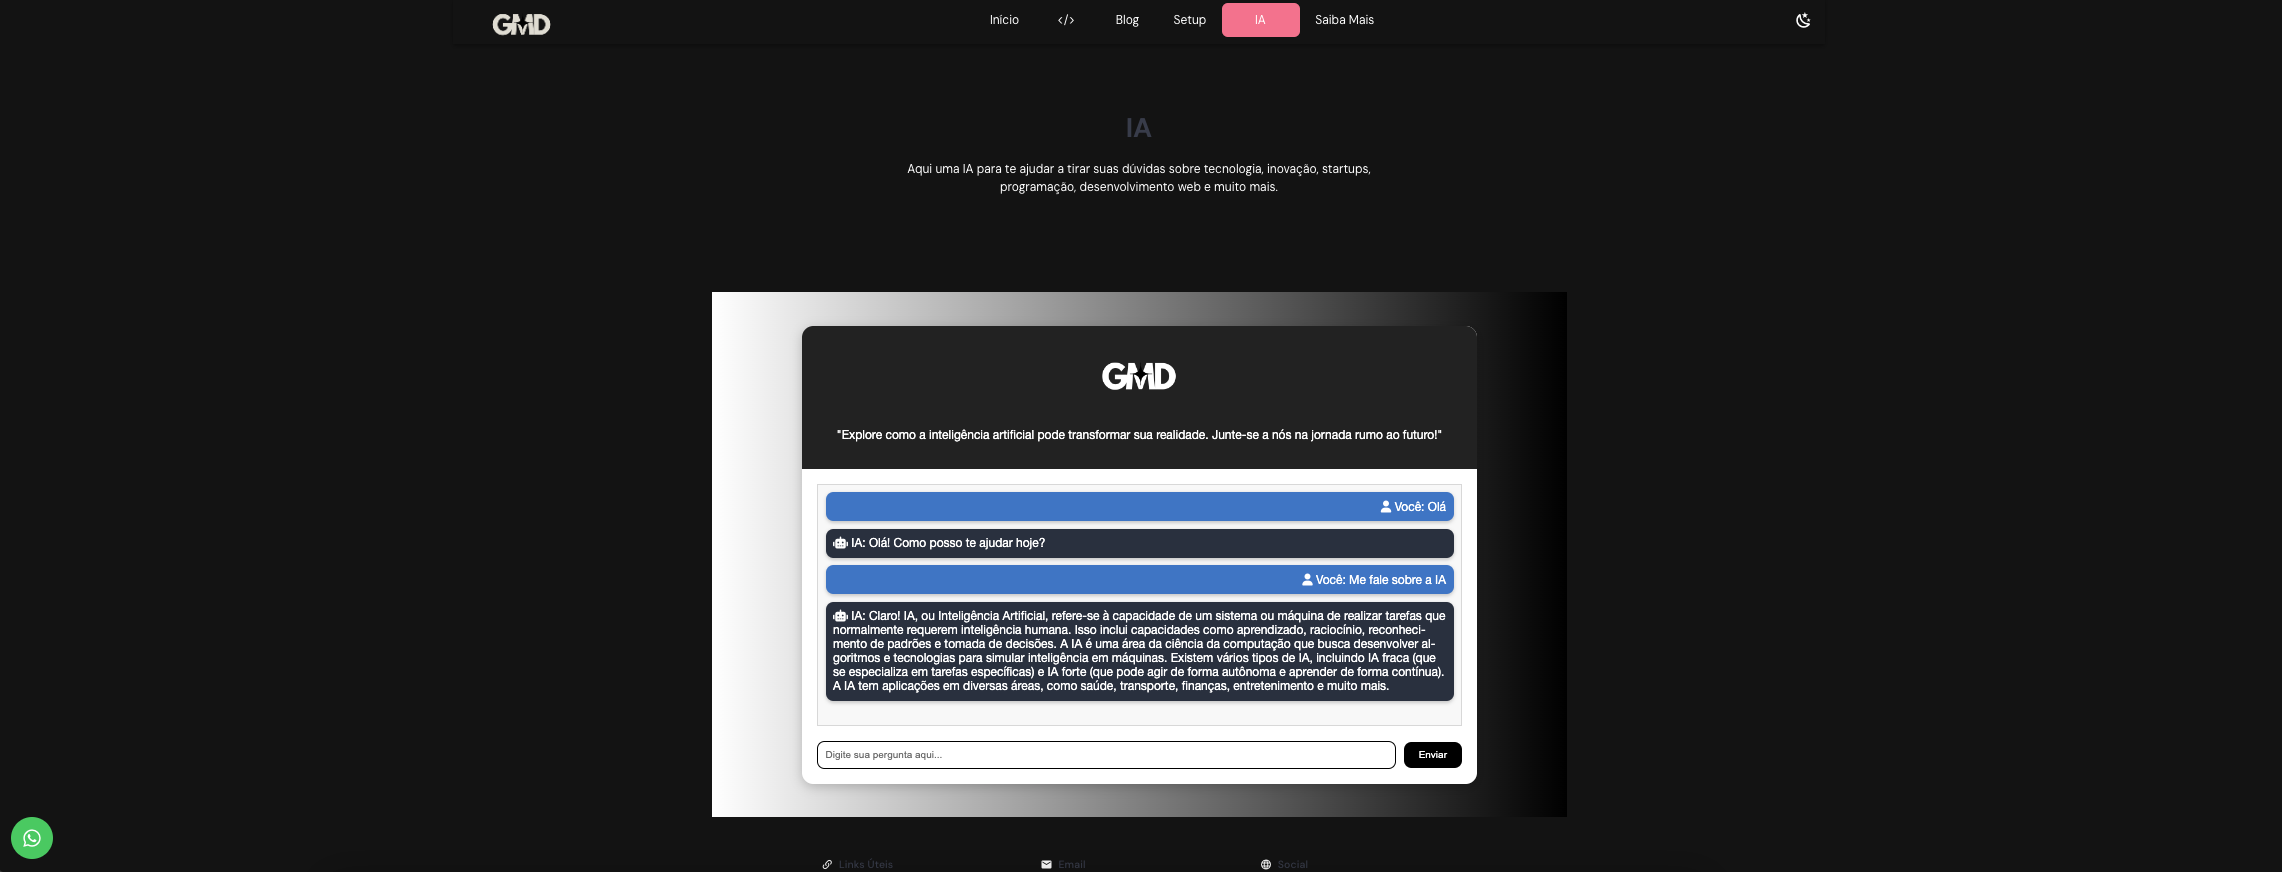 GMD
Início
</>
Blog
Setup
IA
Saiba Mais
IA
Aqui uma IA para te ajudar a tirar suas dúvidas sobre tecnologia, inovação, startups,
programação, desenvolvimento web e muito mais.
GMD
"Explore como a inteligência artificial pode transformar sua realidade. Junte-se a nós na jornada rumo ao futuro!"
Você: Olá
IA: Olá! Como posso te ajudar hoje?
Você: Me fale sobre a IA
IA: Claro! IA, ou Inteligência Artificial, refere-se à capacidade de um sistema ou máquina de realizar tarefas que
normalmente requerem inteligência humana. Isso inclui capacidades como aprendizado, raciocínio, reconheci-
mento de padrões e tomada de decisões. A IA é uma área da ciência da computação que busca desenvolver al-
goritmos e tecnologias para simular inteligência em máquinas. Existem vários tipos de IA, incluindo IA fraca (que
se especializa em tarefas específicas) e IA forte (que pode agir de forma autônoma e aprender de forma contínua).
A IA tem aplicações em diversas áreas, como saúde, transporte, finanças, entretenimento e muito mais.
Digite sua pergunta aqui...
Enviar
Links Úteis
Email
Social